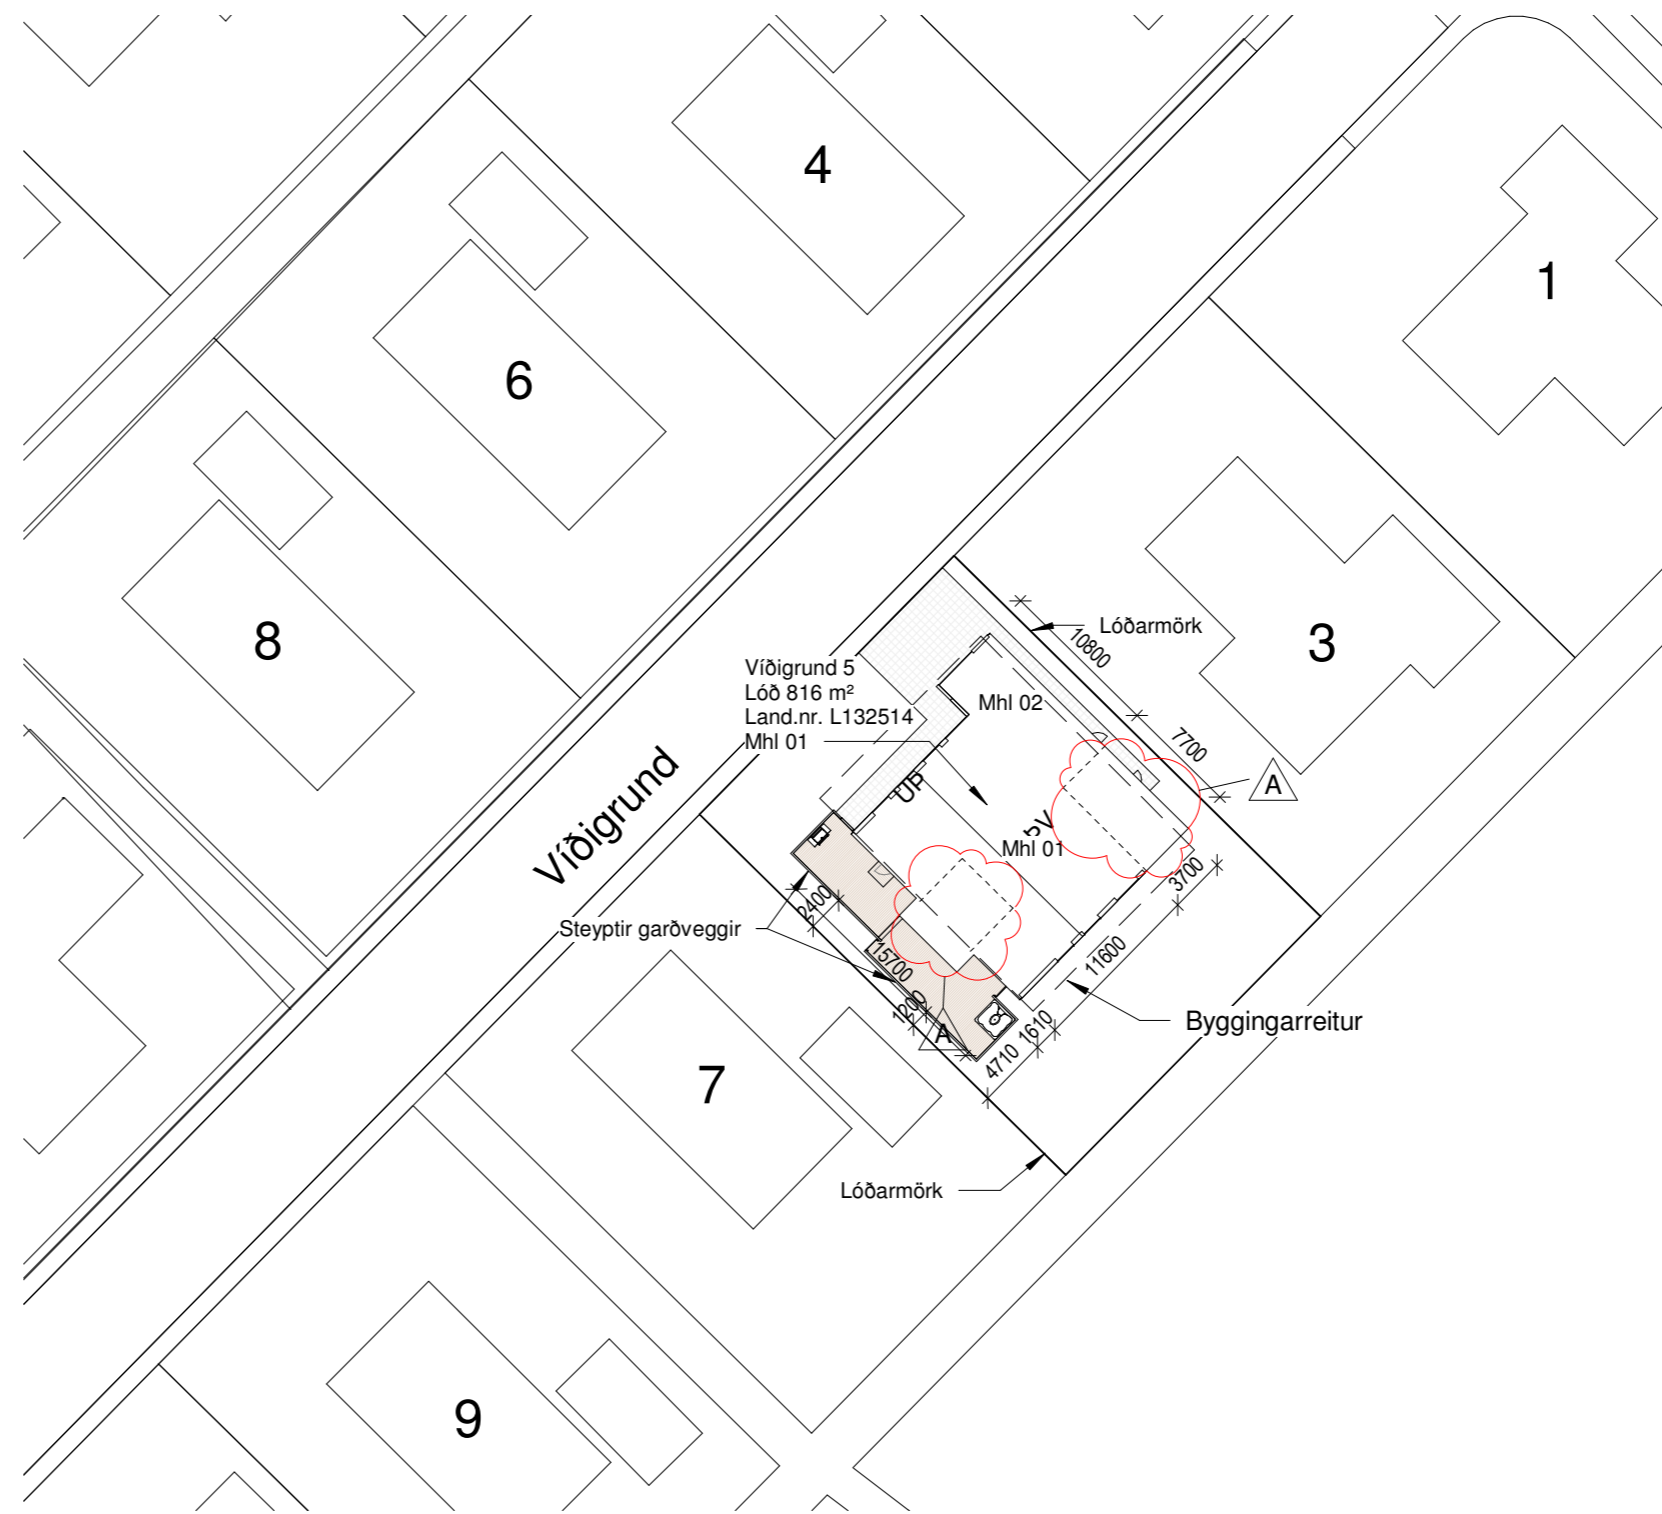 4
1
6
3
8
Lóðarmörk
10800
Víðigrund 5
Lóð 816 m²
Land.nr. L132514
Mhl 01
Mhl 02
7700
A
Víðigrund
UP
ÞV
Mhl 01
3700
2400
Steyptir garðveggir
15700
11600
1200
A
1610
4710
Byggingarreitur
7
Lóðarmörk
9